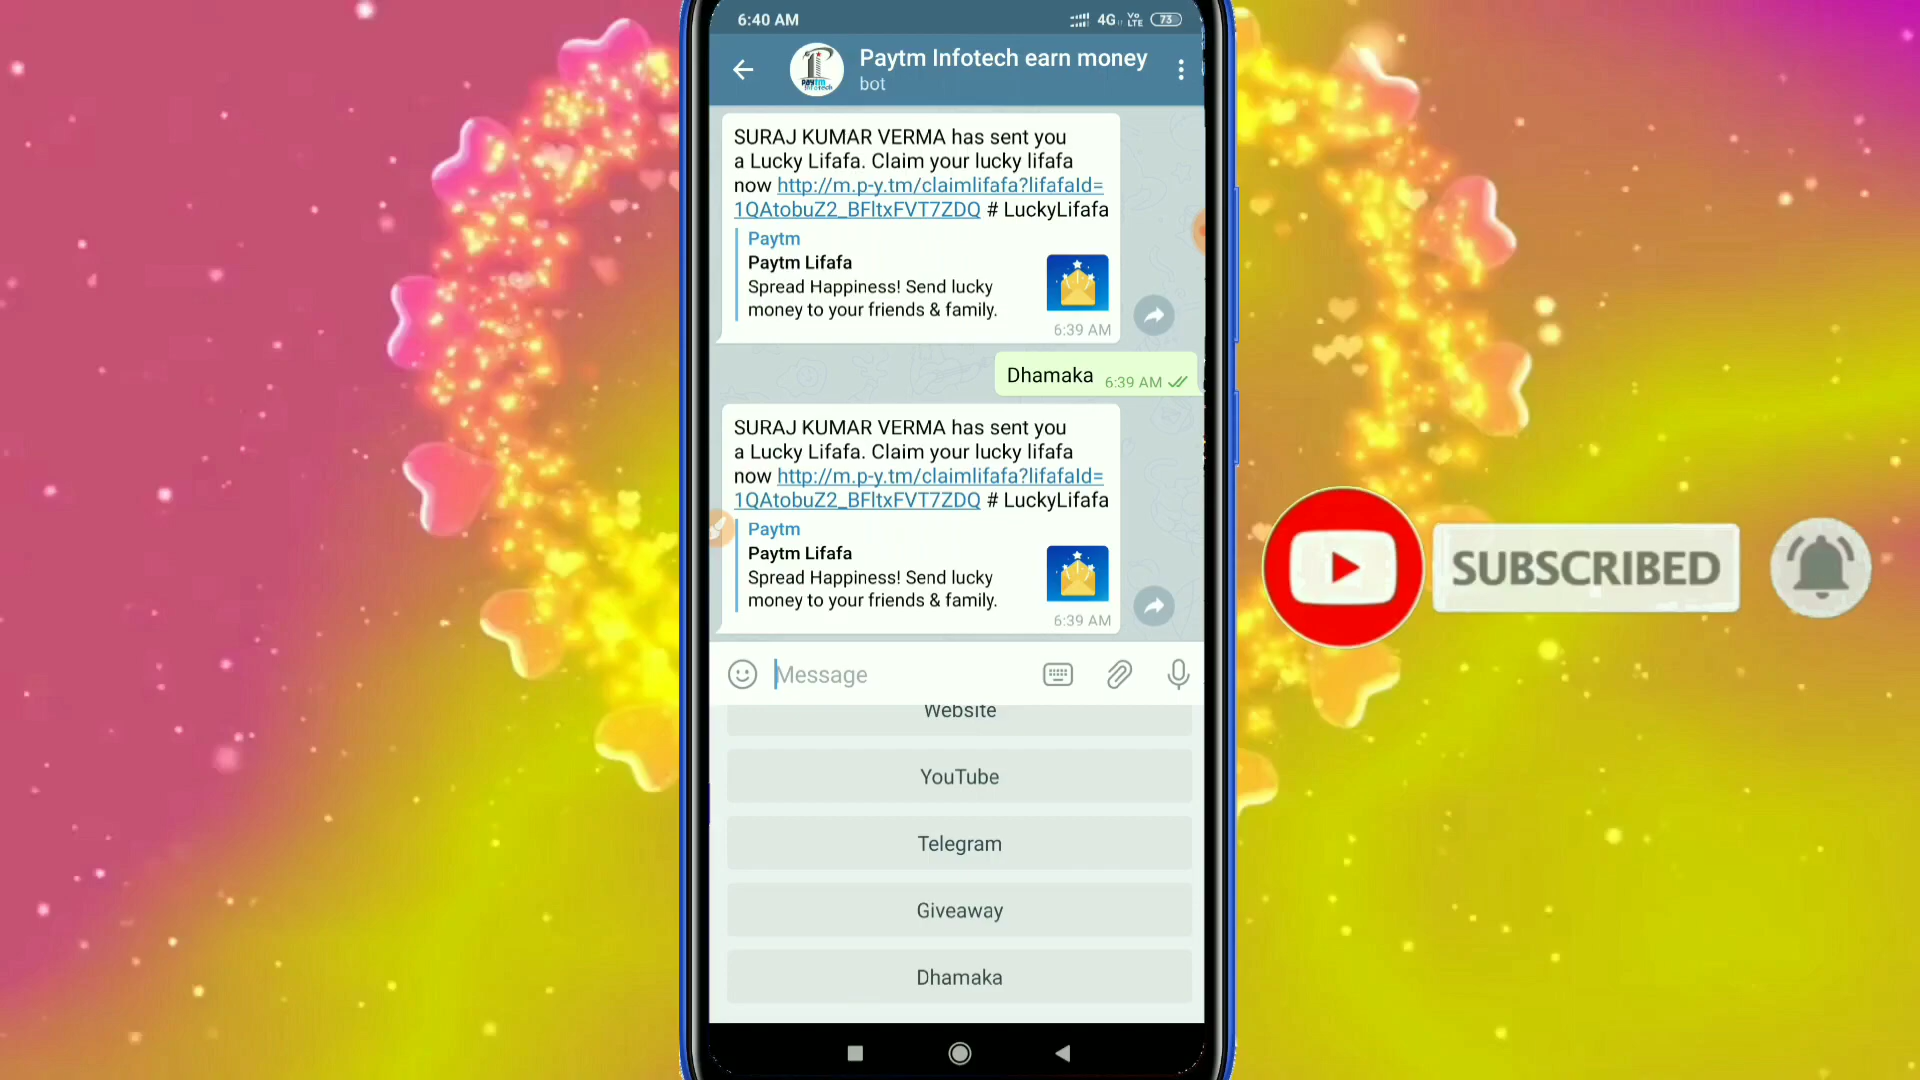 6:40 AM
4G
Vo
LTE
73
Paytm Infotech earn money
bot
PAYTM
Infotech
SURAJ KUMAR VERMA has sent you
a Lucky Lifafa. Claim your lucky lifafa
now http://m.p-y.tm/claimlifafa?lifafaId=
1QAtobuZ2_BFltxFVT7ZDQ # LuckyLifafa
Paytm
Paytm Lifafa
Spread Happiness! Send lucky
money to your friends & family.
6:39 AM
Dhamaka 6:39 AM
SURAJ KUMAR VERMA has sent you
a Lucky Lifafa. Claim your lucky lifafa
now http://m.p-y.tm/claimlifafa?lifafaId=
1QAtobuZ2_BFltxFVT7ZDQ # LuckyLifafa
Paytm
Paytm Lifafa
Spread Happiness! Send lucky
money to your friends & family.
6:39 AM
SUBSCRIBED
Message
Website
YouTube
Telegram
Giveaway
Dhamaka